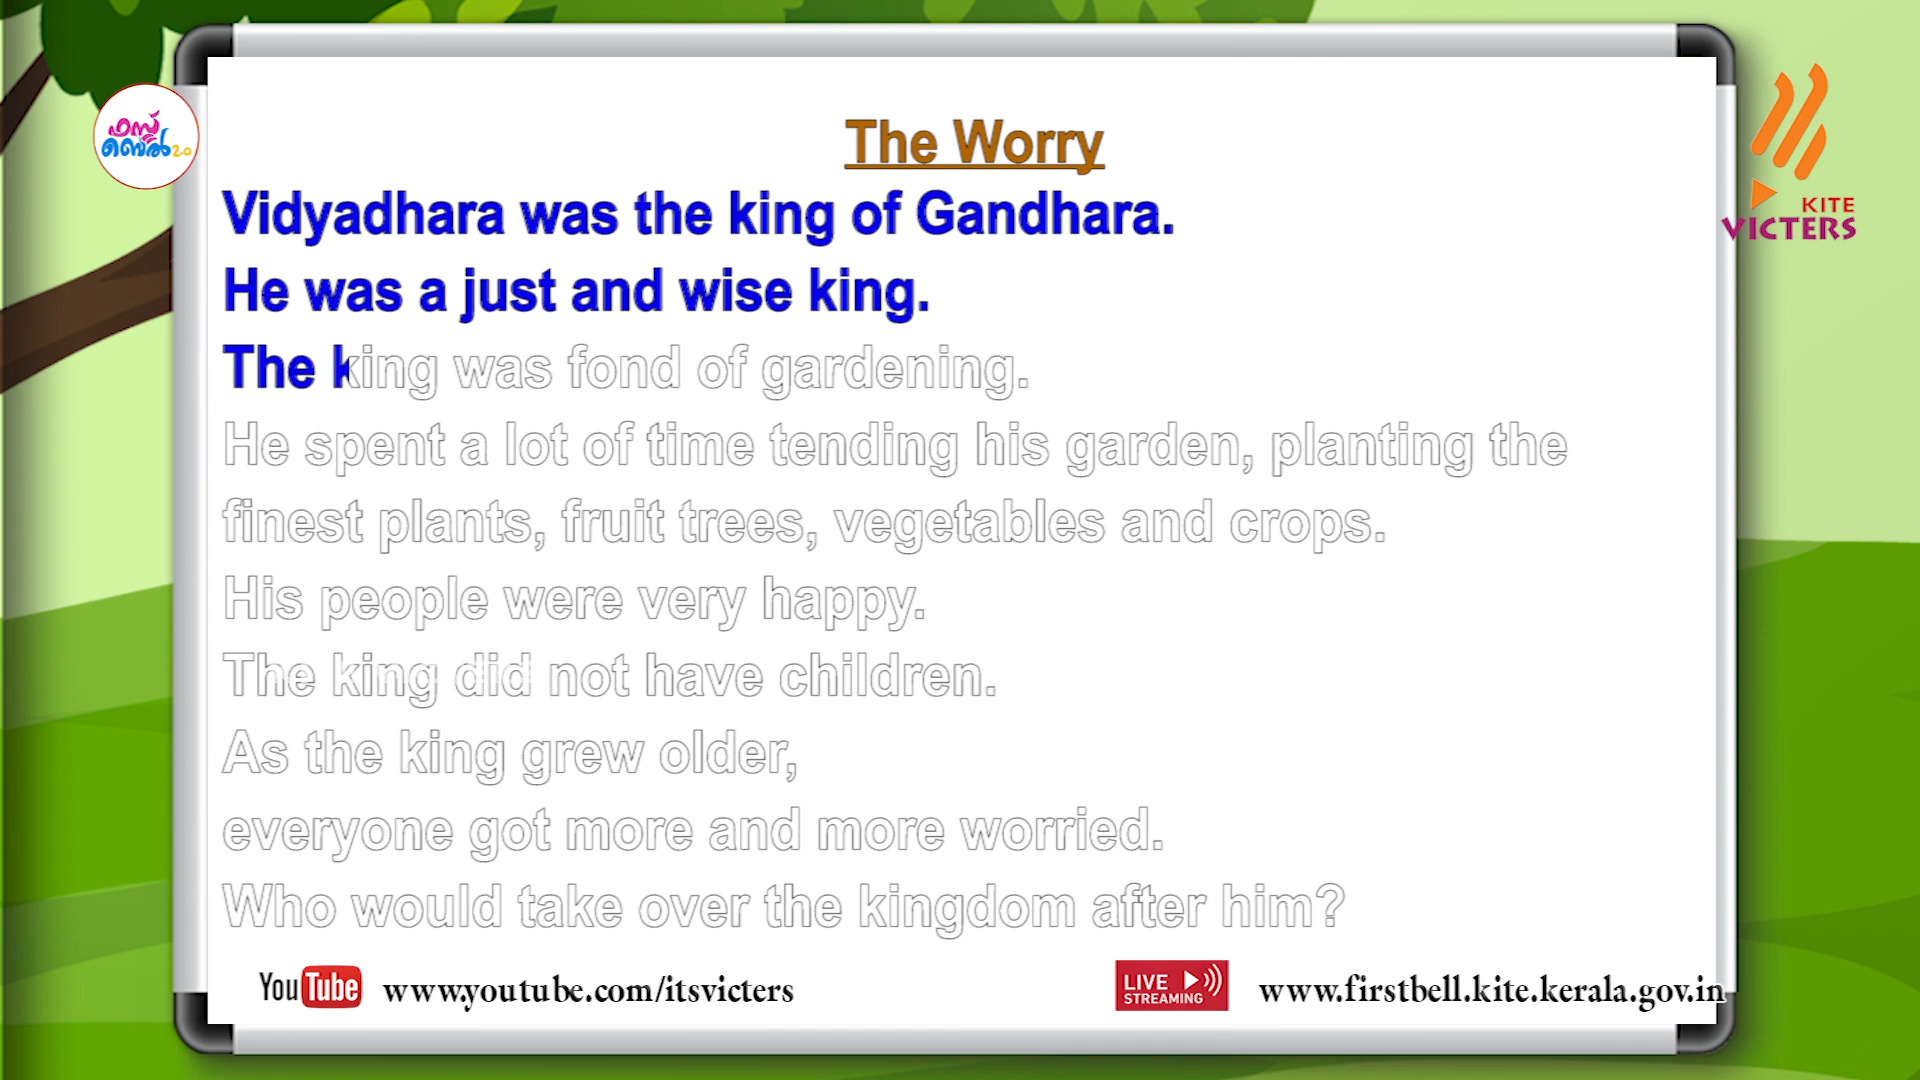 The Worry
ഫസ്റ്റ്
ബെൽ 2.0
KITE
VICTERS
Vidyadhara was the king of Gandhara.
He was a just and wise king.
The king was fond of gardening.
He spent a lot of time tending his garden, planting the
finest plants, fruit trees, vegetables and crops.
His people were very happy.
The king did not have children.
As the king grew older,
everyone got more and more worried.
Who would take over the kingdom after him?
YouTube www.youtube.com/itsvicters
LIVE STREAMING www.firstbell.kite.kerala.gov.in